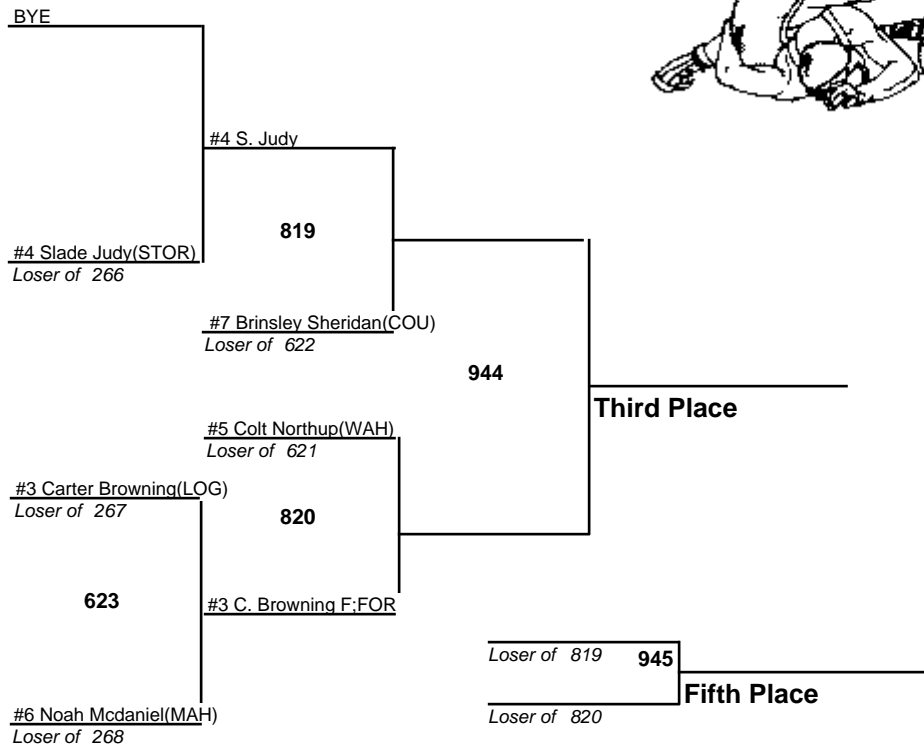 BYE
#4 S. Judy
819
#4 Slade Judy(STOR)
Loser of 266
#7 Brinsley Sheridan(COU)
Loser of 622
944
Third Place
#5 Colt Northup(WAH)
Loser of 621
#3 Carter Browning(LOG)
Loser of 267
820
623
#3 C. Browning F;FOR
Loser of 819
945
Fifth Place
#6 Noah Mcdaniel(MAH)
Loser of 268
Loser of 820